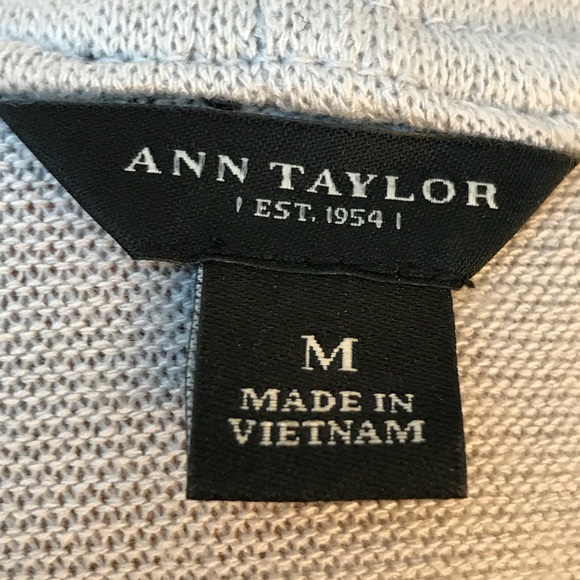 ANN TAYLOR
| EST. 1954 |
M
MADE IN
VIETNAM